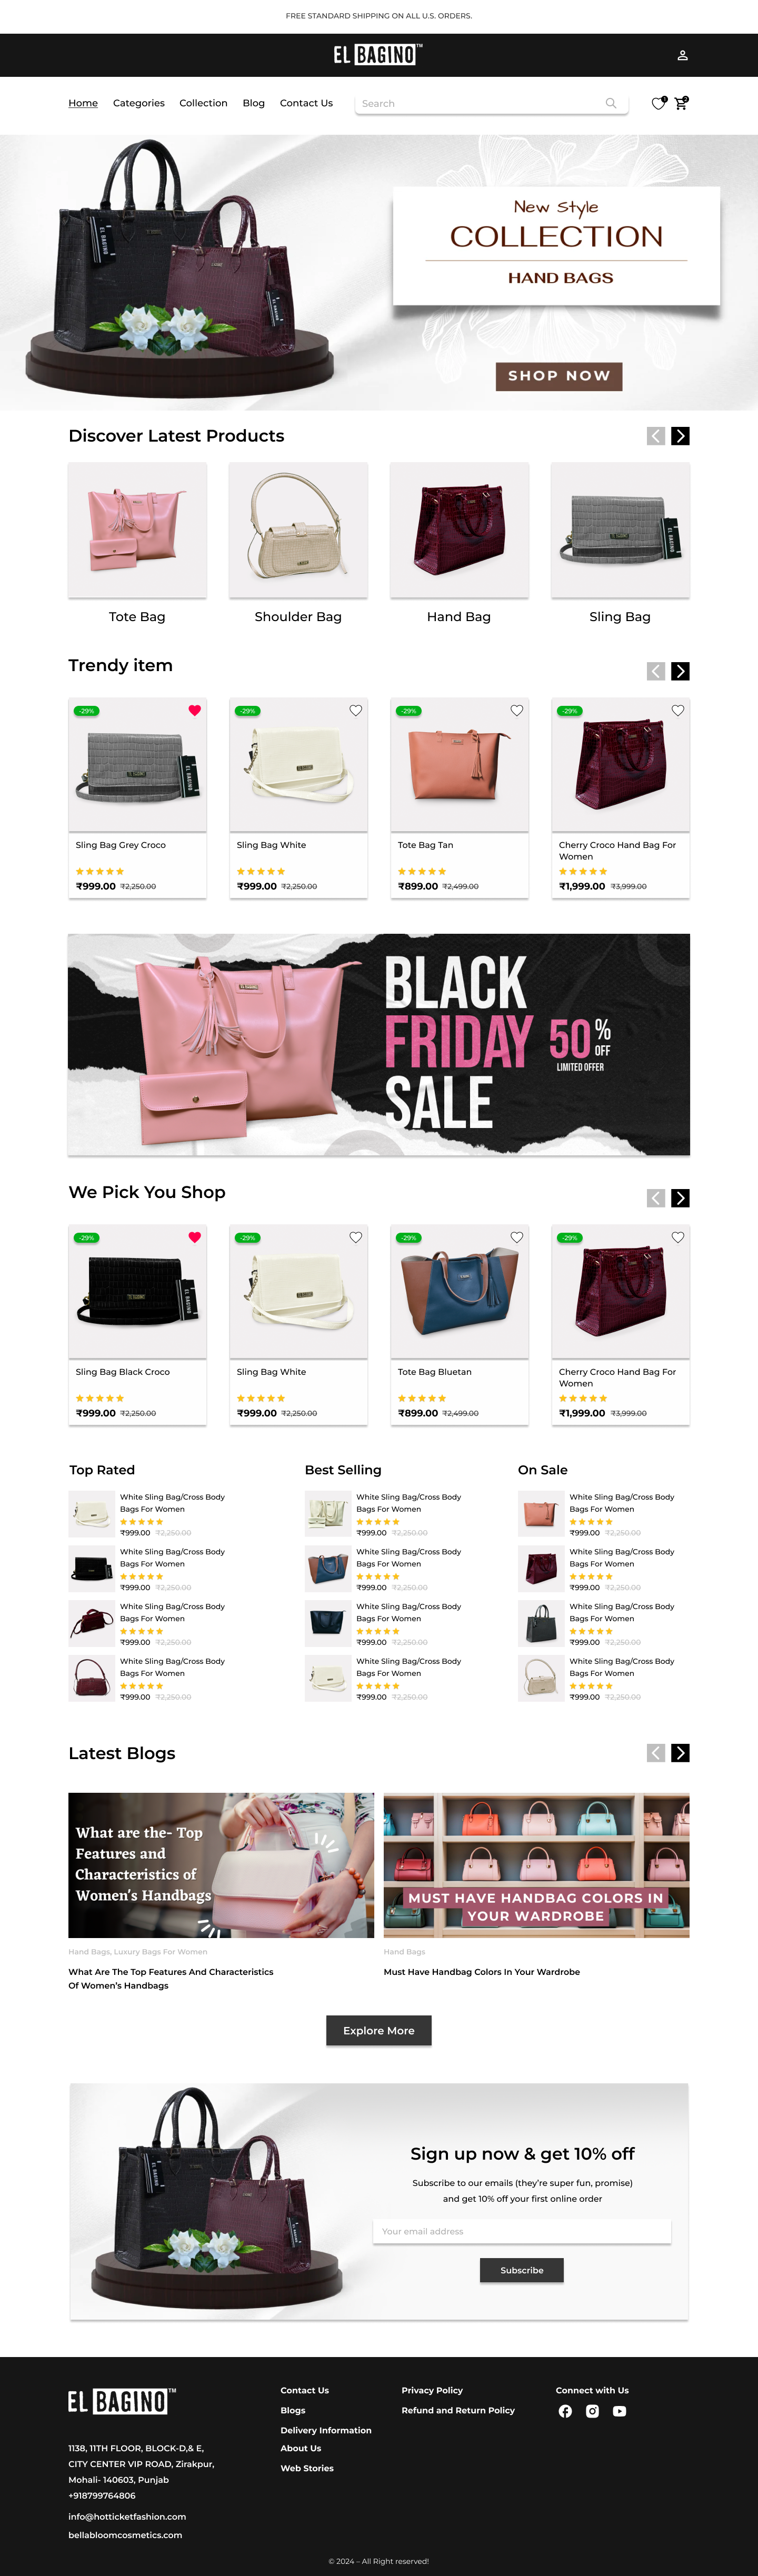 FREE STANDARD SHIPPING ON ALL U.S. ORDERS.
EL BAGINO™
Home Categories Collection Blog Contact Us Search
New Style
COLLECTION
HAND BAGS
SHOP NOW
EL BAGINO
EL BAGINO
Discover Latest Products
EL BAGINO
Tote Bag Shoulder Bag Hand Bag Sling Bag
Trendy item
-29% -29% -29% -29%
EL BAGINO
Sling Bag Grey Croco Sling Bag White Tote Bag Tan Cherry Croco Hand Bag For
Women
₹999.00 ₹2,250.00 ₹999.00 ₹2,250.00 ₹899.00 ₹2,499.00 ₹1,999.00 ₹3,999.00
BLACK
FRIDAY 50% OFF
LIMITED OFFER
SALE
We Pick You Shop
-29% -29% -29% -29%
EL BAGINO
Sling Bag Black Croco Sling Bag White Tote Bag Bluetan Cherry Croco Hand Bag For
Women
₹999.00 ₹2,250.00 ₹999.00 ₹2,250.00 ₹899.00 ₹2,499.00 ₹1,999.00 ₹3,999.00
Top Rated Best Selling On Sale
White Sling Bag/Cross Body White Sling Bag/Cross Body White Sling Bag/Cross Body
Bags For Women Bags For Women Bags For Women
₹999.00 ₹2,250.00 ₹999.00 ₹2,250.00 ₹999.00 ₹2,250.00
White Sling Bag/Cross Body White Sling Bag/Cross Body White Sling Bag/Cross Body
Bags For Women Bags For Women Bags For Women
₹999.00 ₹2,250.00 ₹999.00 ₹2,250.00 ₹999.00 ₹2,250.00
White Sling Bag/Cross Body White Sling Bag/Cross Body White Sling Bag/Cross Body
Bags For Women Bags For Women Bags For Women
₹999.00 ₹2,250.00 ₹999.00 ₹2,250.00 ₹999.00 ₹2,250.00
White Sling Bag/Cross Body White Sling Bag/Cross Body White Sling Bag/Cross Body
Bags For Women Bags For Women Bags For Women
₹999.00 ₹2,250.00 ₹999.00 ₹2,250.00 ₹999.00 ₹2,250.00
Latest Blogs
What are the- Top
Features and
Characteristics of
Women's Handbags
MUST HAVE HANDBAG COLORS IN
YOUR WARDROBE
Hand Bags, Luxury Bags For Women Hand Bags
What Are The Top Features And Characteristics Must Have Handbag Colors In Your Wardrobe
Of Women's Handbags
Explore More
EL BAGINO
EL BAGINO
Sign up now & get 10% off
Subscribe to our emails (they're super fun, promise)
and get 10% off your first online order
Your email address
Subscribe
EL BAGINO™
1138, 11TH FLOOR, BLOCK-D,& E,
CITY CENTER VIP ROAD, Zirakpur,
Mohali- 140603, Punjab
+918799764806
info@hotticketfashion.com
bellabloomcosmetics.com
Contact Us
Blogs
Delivery Information
About Us
Web Stories
Privacy Policy
Refund and Return Policy
Connect with Us
© 2024 – All Right reserved!